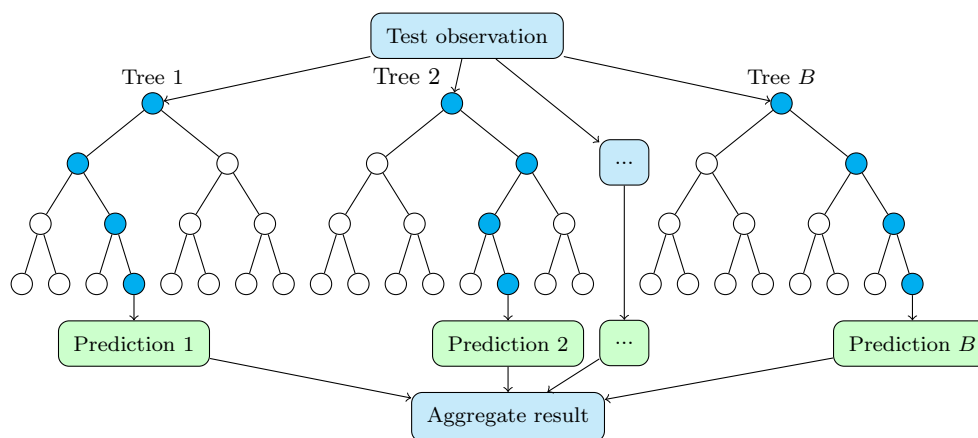 Test observation
Tree 1
Tree 2
Tree B
...
Prediction 1
Prediction 2
...
Prediction B
Aggregate result